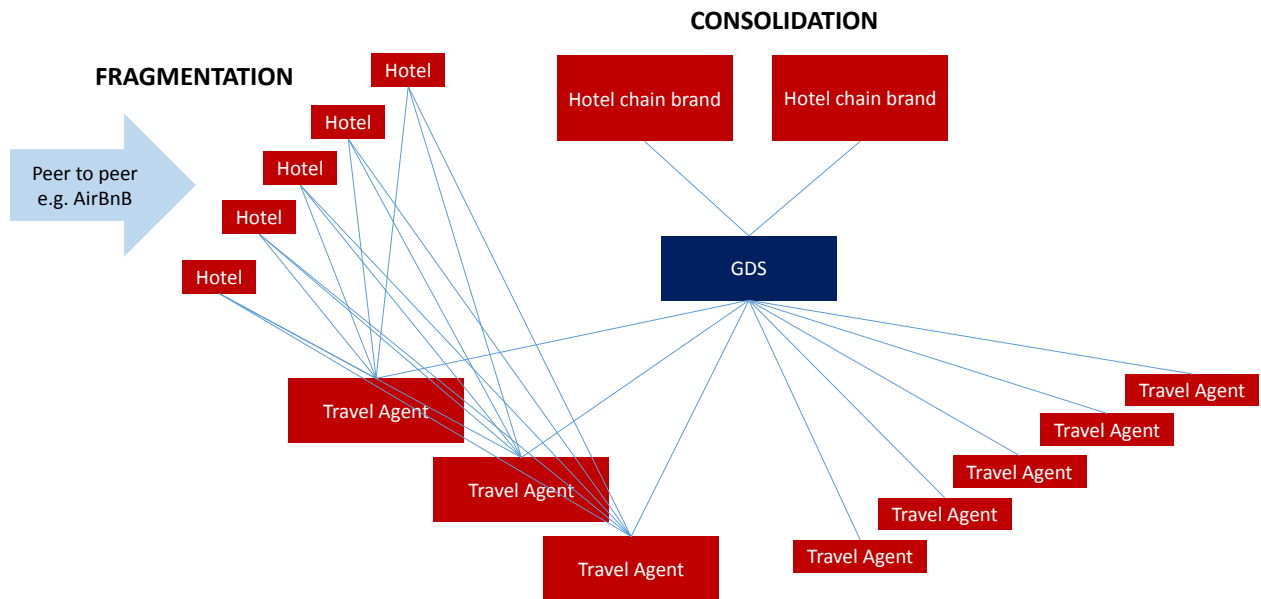 CONSOLIDATION
FRAGMENTATION
Hotel
Hotel
Hotel
Hotel
Hotel
Peer to peer
e.g. AirBnB
Hotel chain brand
Hotel chain brand
GDS
Travel Agent
Travel Agent
Travel Agent
Travel Agent
Travel Agent
Travel Agent
Travel Agent
Travel Agent